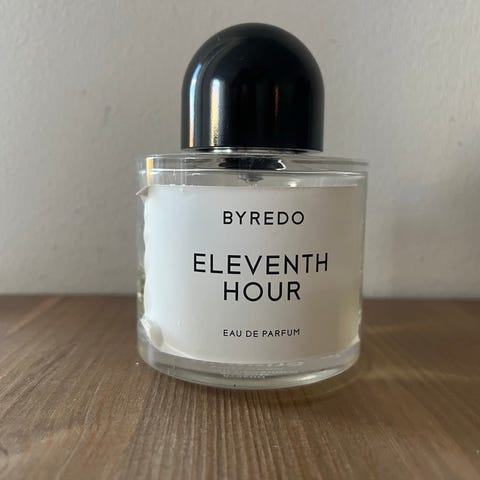 BYREDO
ELEVENTH
HOUR
EAU DE PARFUM